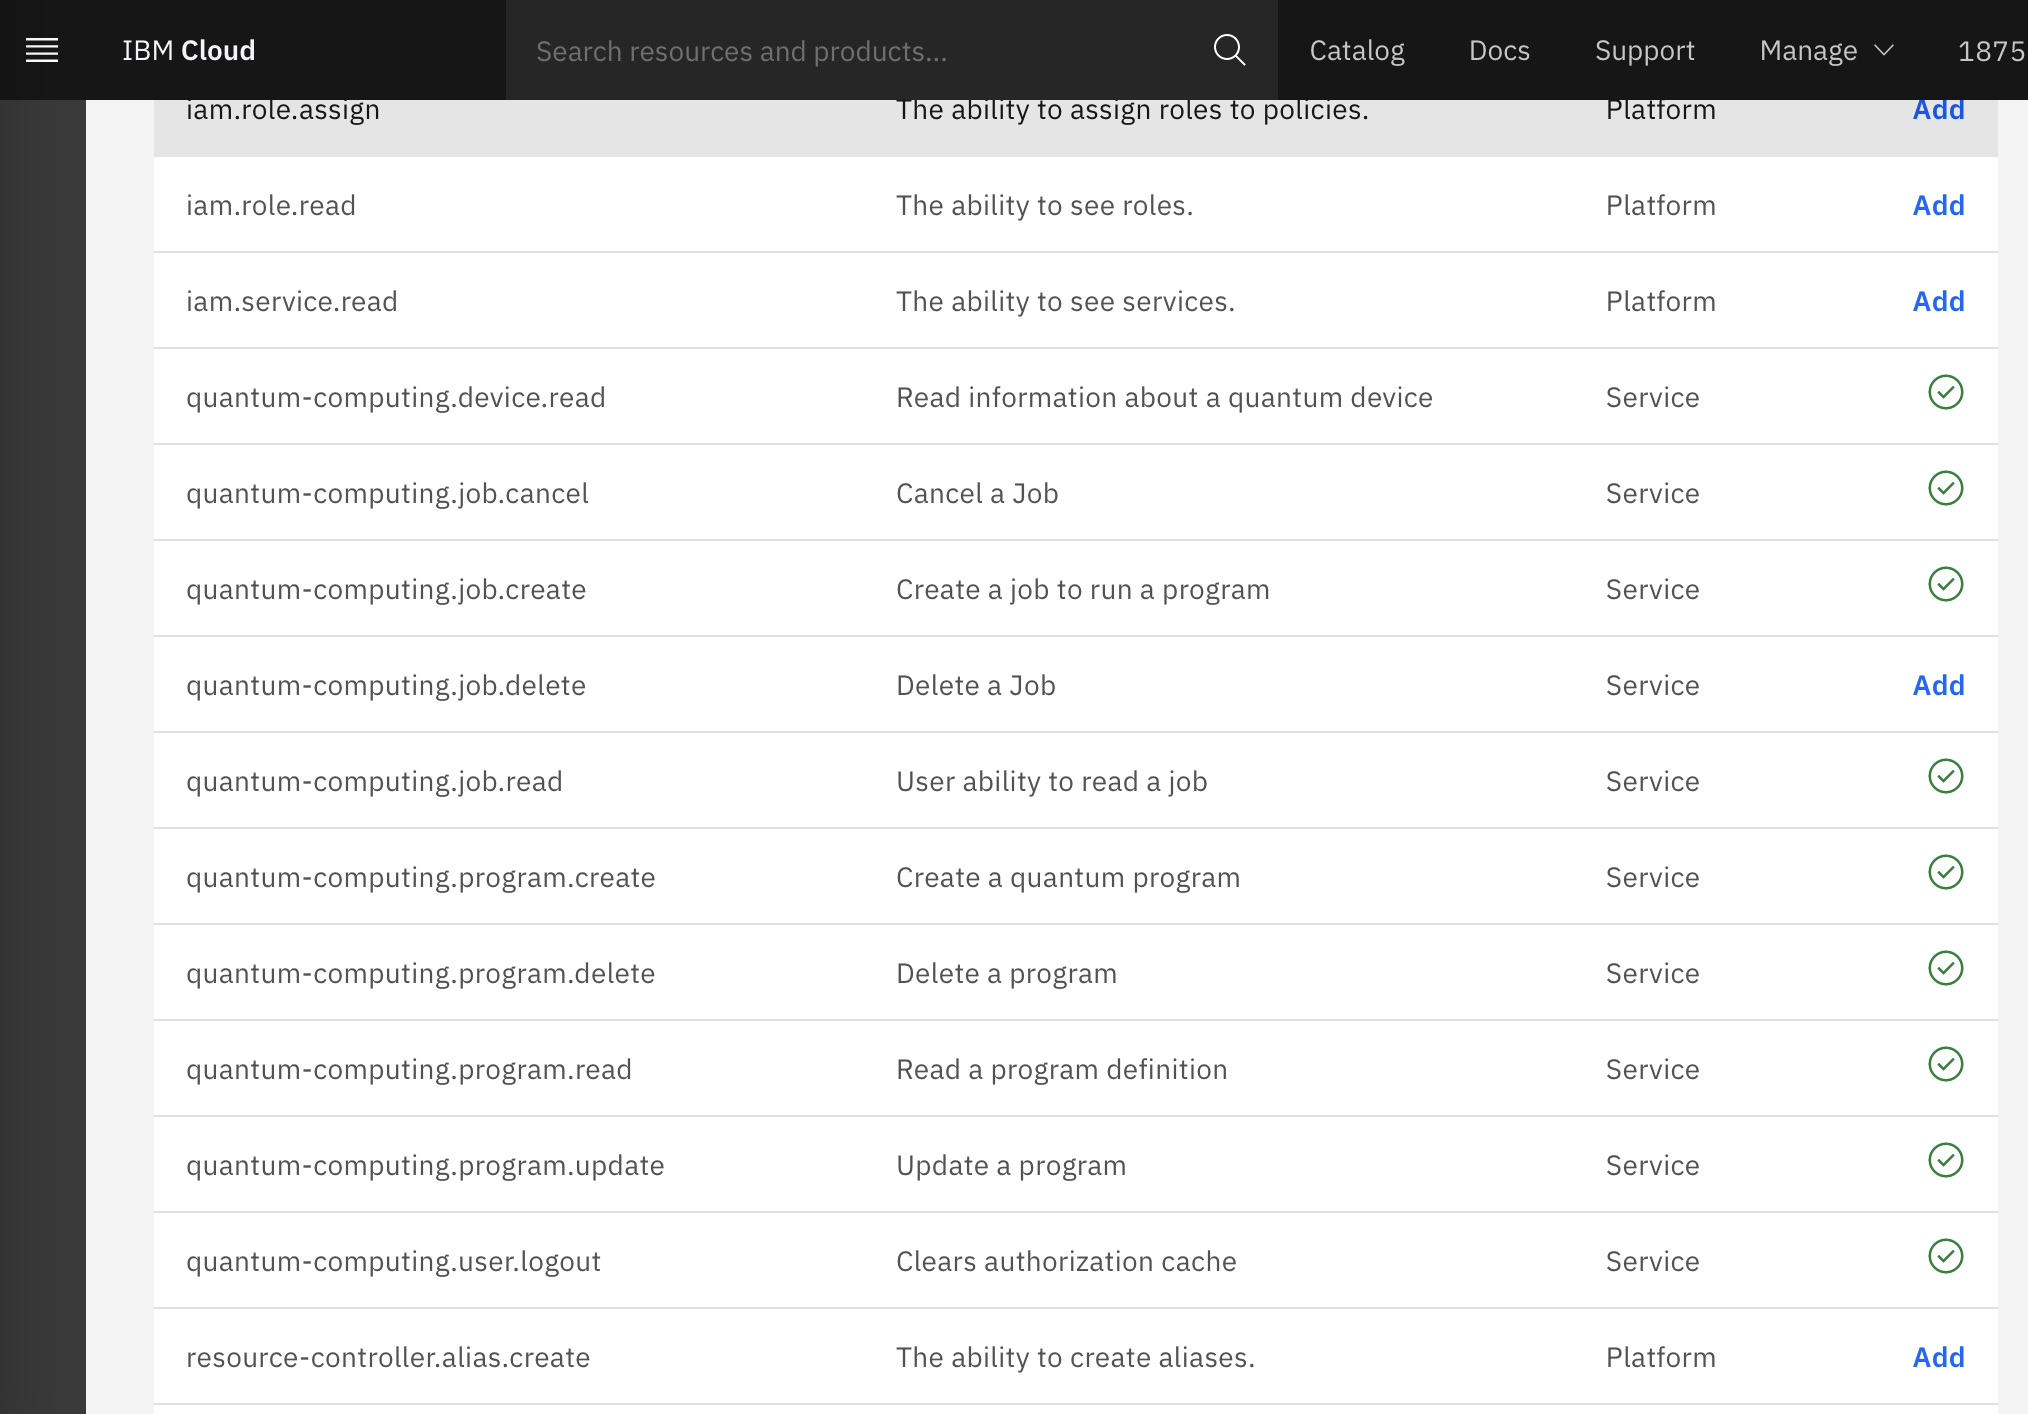 IBM Cloud Search resources and products... Catalog Docs Support Manage 1875
iam.role.assign The ability to assign roles to policies. Platform Add
iam.role.read The ability to see roles. Platform Add
iam.service.read The ability to see services. Platform Add
quantum-computing.device.read Read information about a quantum device Service
quantum-computing.job.cancel Cancel a Job Service
quantum-computing.job.create Create a job to run a program Service
quantum-computing.job.delete Delete a Job Service Add
quantum-computing.job.read User ability to read a job Service
quantum-computing.program.create Create a quantum program Service
quantum-computing.program.delete Delete a program Service
quantum-computing.program.read Read a program definition Service
quantum-computing.program.update Update a program Service
quantum-computing.user.logout Clears authorization cache Service
resource-controller.alias.create The ability to create aliases. Platform Add